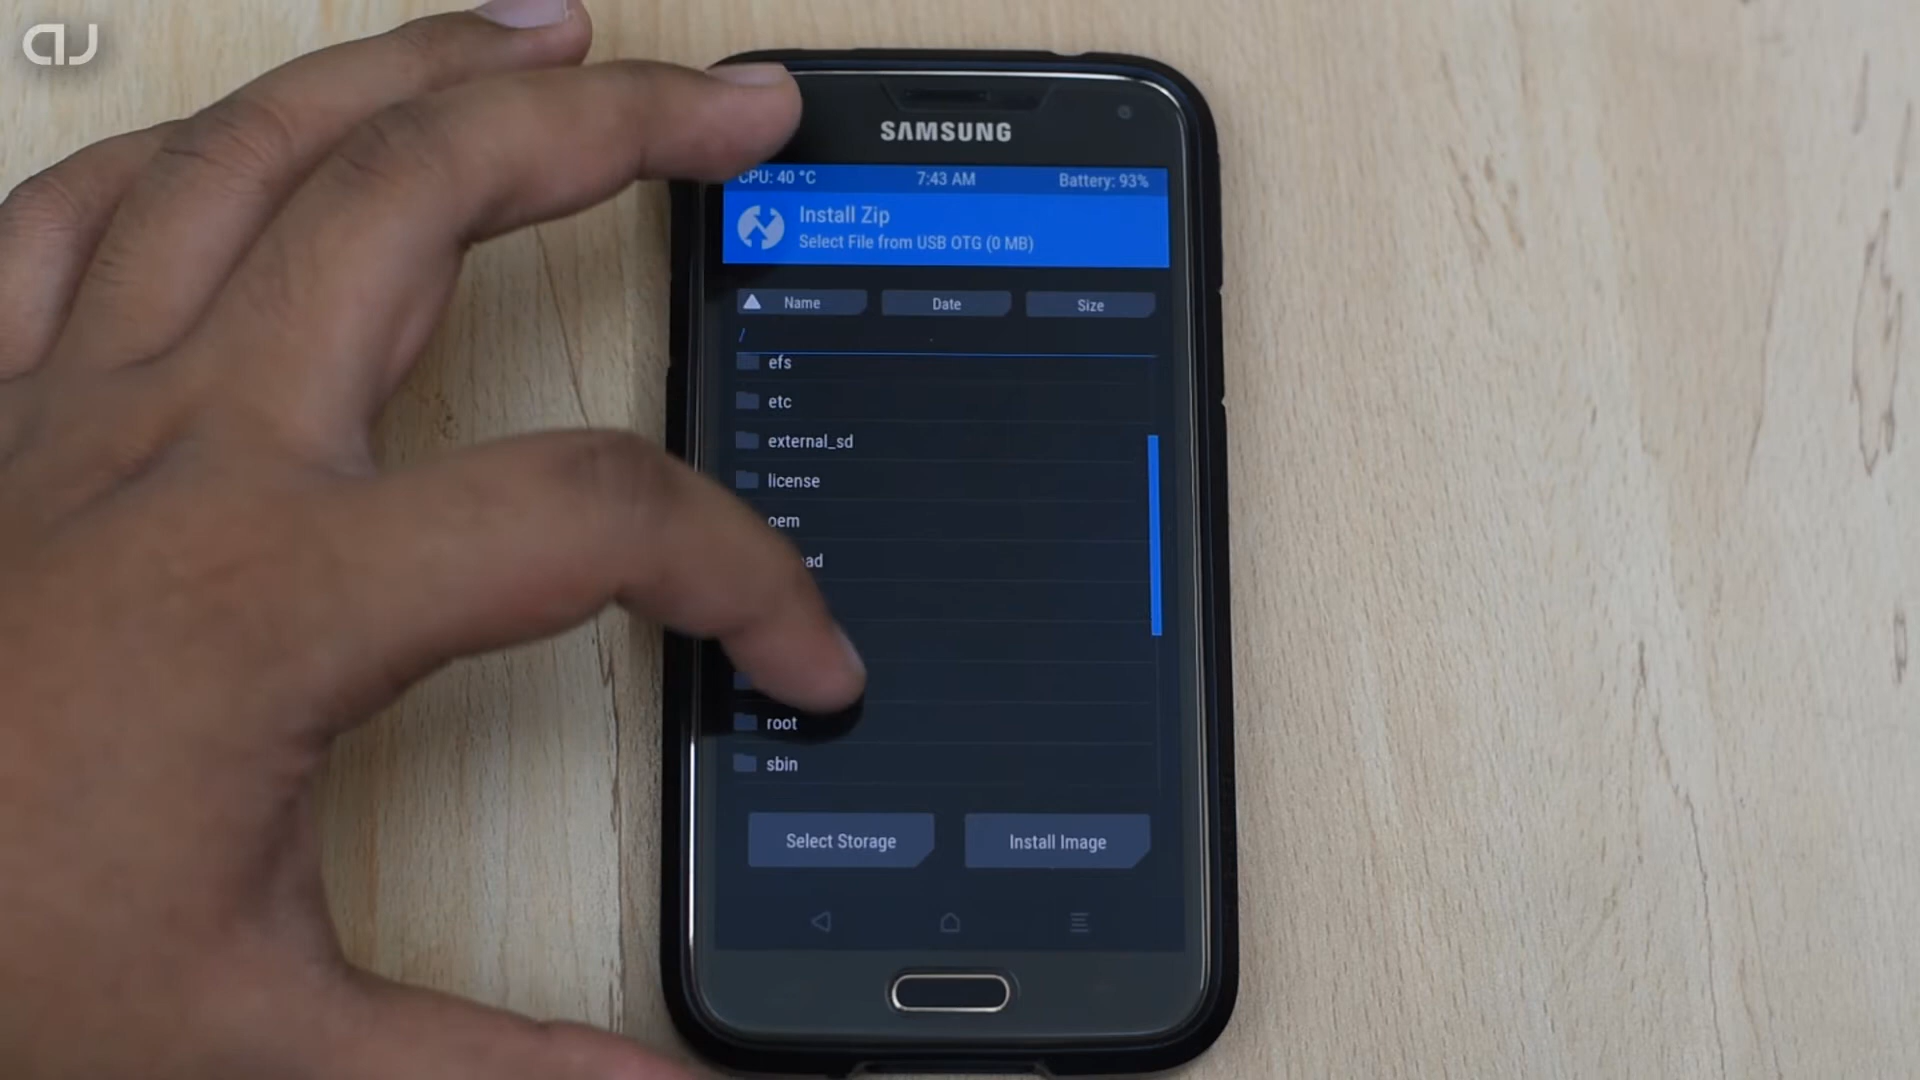 SAMSUNG
CPU: 40 °C 7:43 AM Battery: 93%
Install Zip
Select File from USB OTG (0 MB)
Name Date Size
/
efs
etc
external_sd
license
oem
root
sbin
Select Storage Install Image